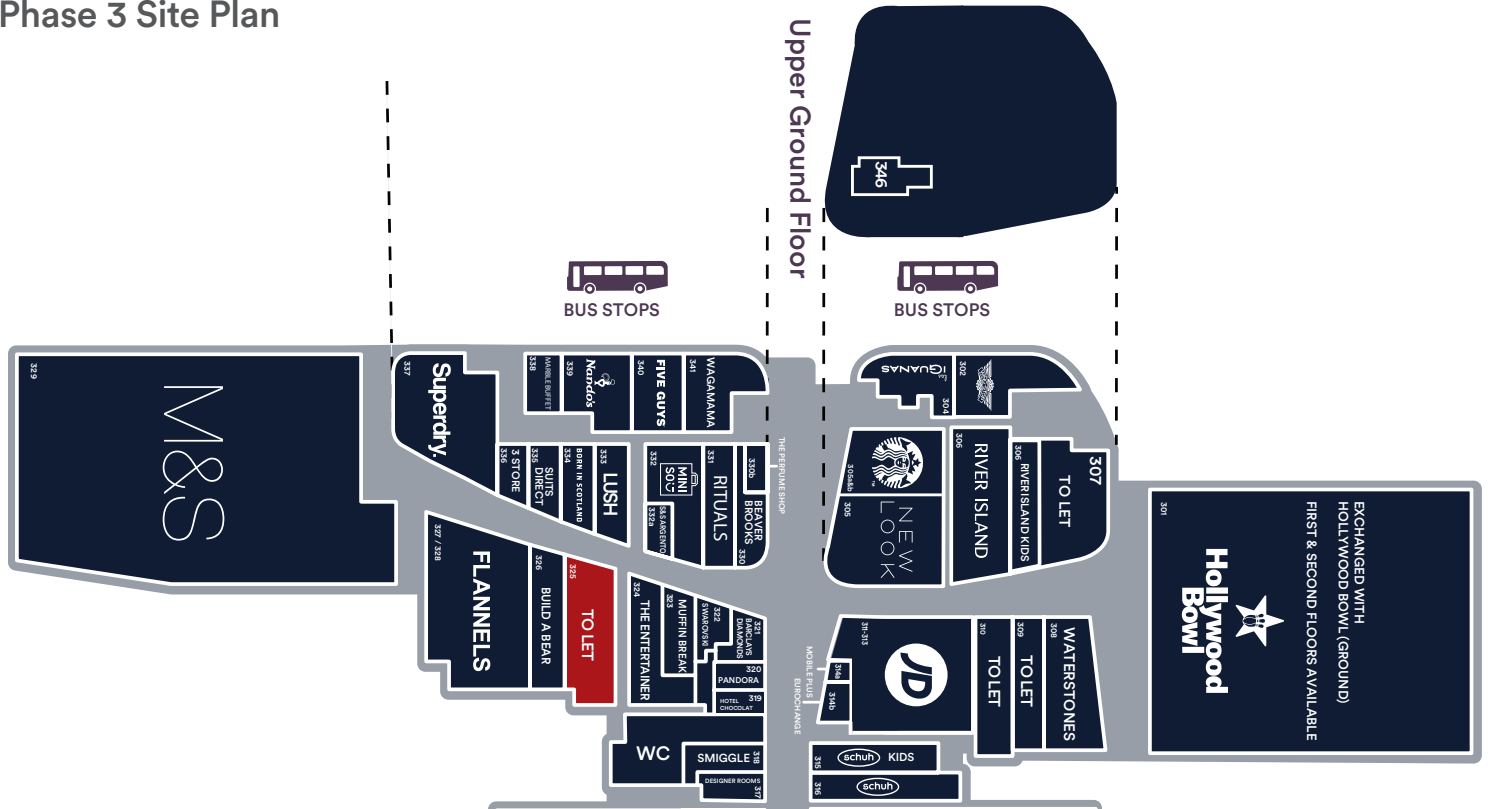 Phase 3 Site Plan
Upper Ground Floor
346
BUS STOPS
BUS STOPS
329
M&S
337
Superdry.
338
MARBLE BUFFET
339
Nando's
340
FIVE GUYS
341
WAGAMAMA
las iGUANAS
304
302
336
3 STORE
335
SUITS
DIRECT
334
BORN IN SCOTLAND
333
LUSH
332
MINI
SO
332a
S&S ARGENTO
331
RITUALS
330b
BEAVER
BROOKS
330
THE PERFUME SHOP
305a&b
305
NEW
LOOK
306
RIVER ISLAND
306
RIVER ISLAND KIDS
307
TO LET
301
EXCHANGED WITH
HOLLYWOOD BOWL (GROUND)
FIRST & SECOND FLOORS AVAILABLE
Hollywood
Bowl
327 / 328
FLANNELS
326
BUILD A BEAR
325
TO LET
324
THE ENTERTAINER
323
MUFFIN BREAK
322
SWAROVSKI
321
BARCLAYS
DIAMONDS
320
PANDORA
319
HOTEL
CHOCOLAT
WC
SMIGGLE 318
DESIGNER ROOMS
317
MOBILE PLUS
EUROCHANGE
311-313
JD
314a
314b
310
TO LET
309
TO LET
308
WATERSTONES
315
schuh KIDS
316
schuh